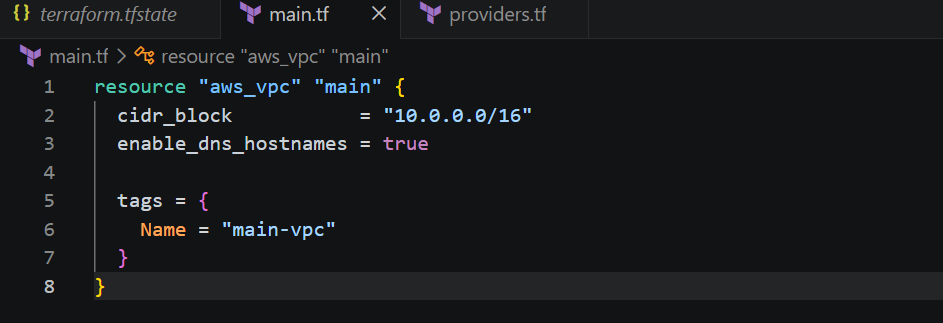 terraform.tfstate main.tf providers.tf
main.tf > resource "aws_vpc" "main"
1 resource "aws_vpc" "main" {
2   cidr_block           = "10.0.0.0/16"
3   enable_dns_hostnames = true
4
5   tags = {
6     Name = "main-vpc"
7   }
8 }